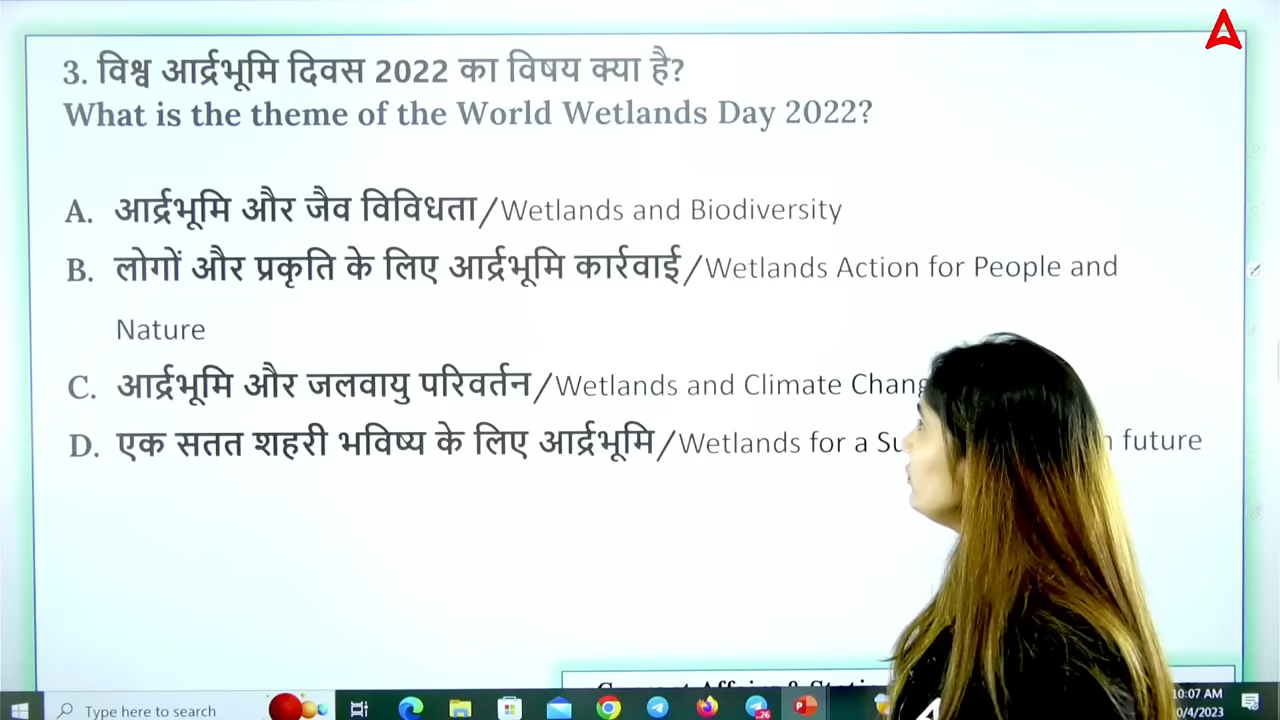 3. विश्व आर्द्रभूमि दिवस 2022 का विषय क्या है?
What is the theme of the World Wetlands Day 2022?
A. आर्द्रभूमि और जैव विविधता/Wetlands and Biodiversity
B. लोगों और प्रकृति के लिए आर्द्रभूमि कार्रवाई/Wetlands Action for People and
Nature
C. आर्द्रभूमि और जलवायु परिवर्तन/Wetlands and Climate
D. एक सतत शहरी भविष्य के लिए आर्द्रभूमि/Wetlands for a future
Type here to search
10:07 AM